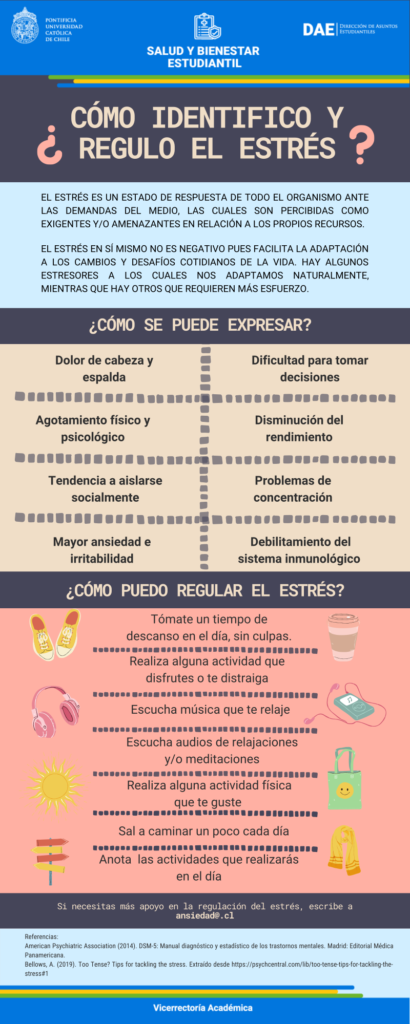 PONTIFICIA
UNIVERSIDAD
CATÓLICA
DE CHILE
DAE
DIRECCIÓN DE ASUNTOS
ESTUDIANTILES
SALUD Y BIENESTAR
ESTUDIANTIL
¿CÓMO IDENTIFICO Y
REGULO EL ESTRÉS?
EL ESTRÉS ES UN ESTADO DE RESPUESTA DE TODO EL ORGANISMO ANTE
LAS DEMANDAS DEL MEDIO, LAS CUALES SON PERCIBIDAS COMO
EXIGENTES Y/O AMENAZANTES EN RELACIÓN A LOS PROPIOS RECURSOS.
EL ESTRÉS EN SÍ MISMO NO ES NEGATIVO PUES FACILITA LA ADAPTACIÓN
A LOS CAMBIOS Y DESAFÍOS COTIDIANOS DE LA VIDA. HAY ALGUNOS
ESTRESORES A LOS CUALES NOS ADAPTAMOS NATURALMENTE,
MIENTRAS QUE HAY OTROS QUE REQUIEREN MÁS ESFUERZO.
¿CÓMO SE PUEDE EXPRESAR?
Dolor de cabeza y
espalda
Dificultad para tomar
decisiones
Agotamiento físico y
psicológico
Disminución del
rendimiento
Tendencia a aislarse
socialmente
Problemas de
concentración
Mayor ansiedad e
irritabilidad
Debilitamiento del
sistema inmunológico
¿CÓMO PUEDO REGULAR EL ESTRÉS?
Tómate un tiempo de
descanso en el día, sin culpas.
Realiza alguna actividad que
disfrutes o te distraiga
Escucha música que te relaje
Escucha audios de relajaciones
y/o meditaciones
Realiza alguna actividad física
que te guste
Sal a caminar un poco cada día
Anota las actividades que realizarás
en el día
Si necesitas más apoyo en la regulación del estrés, escribe a
ansiedad@.cl
Referencias:
American Psychiatric Association (2014). DSM-5: Manual diagnóstico y estadístico de los trastornos mentales. Madrid: Editorial Médica
Panamericana.
Bellows, A. (2019). Too Tense? Tips for tackling the stress. Extraído desde https://psychcentral.com/lib/too-tense-tips-for-tackling-the-
stress#1
Vicerrectoría Académica